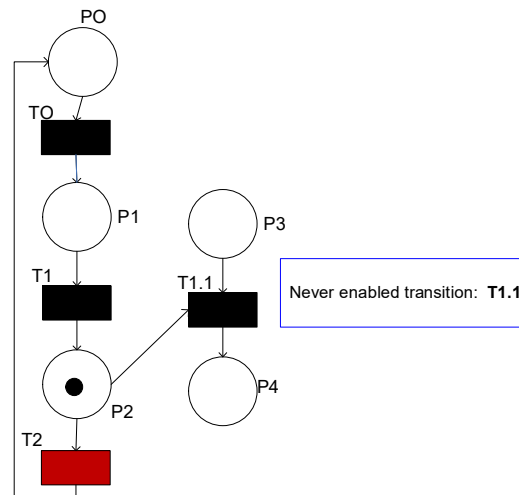 PO
TO
P1
P3
T1
T1.1
Never enabled transition: T1.1
P4
P2
T2